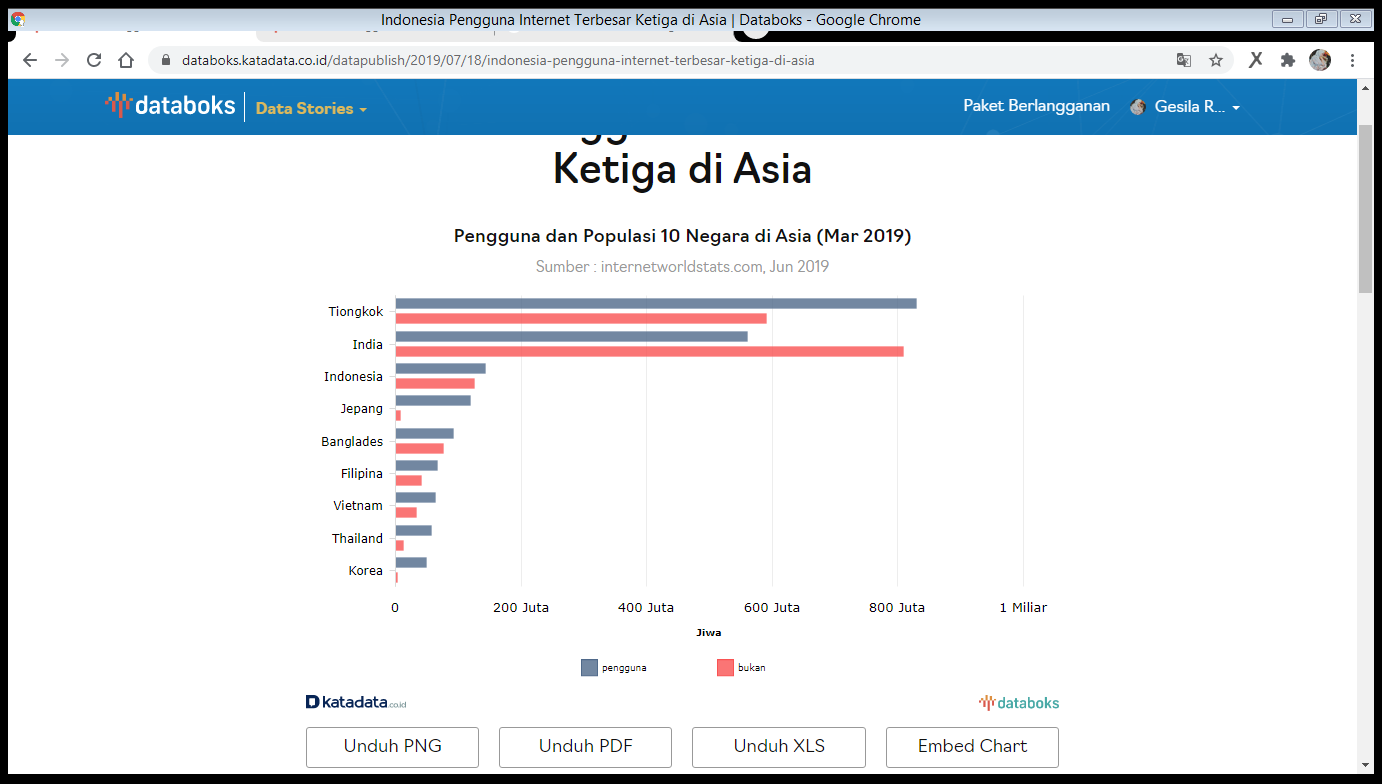 Indonesia Pengguna Internet Terbesar Ketiga di Asia | Databoks - Google Chrome
databoks.katadata.co.id/datapublish/2019/07/18/indonesia-pengguna-internet-terbesar-ketiga-di-asia
databoks Data Stories Paket Berlangganan Gesila R...
Ketiga di Asia
Pengguna dan Populasi 10 Negara di Asia (Mar 2019)
Sumber : internetworldstats.com, Jun 2019
Tiongkok
India
Indonesia
Jepang
Banglades
Filipina
Vietnam
Thailand
Korea
0 200 Juta 400 Juta 600 Juta 800 Juta 1 Miliar
Jiwa
pengguna bukan
katadata.co.id databoks
Unduh PNG Unduh PDF Unduh XLS Embed Chart